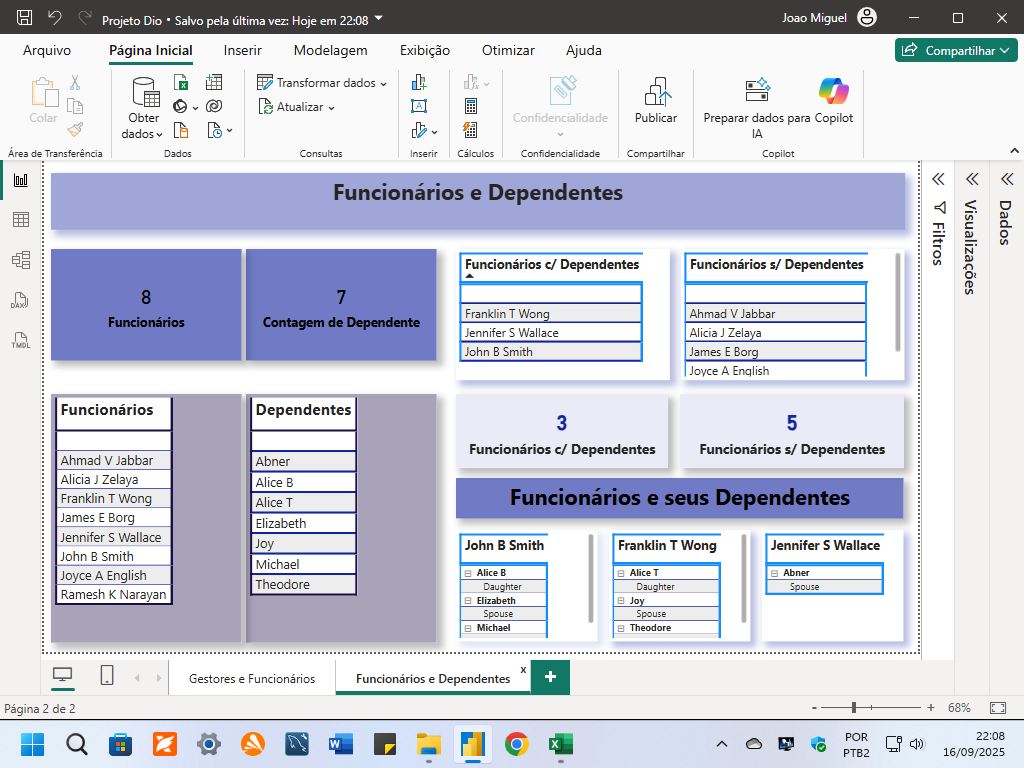 Projeto Dio • Salvo pela última vez: Hoje em 22:08
Joao Miguel
Arquivo
Página Inicial
Inserir
Modelagem
Exibição
Otimizar
Ajuda
Compartilhar
Colar
Obter
dados
Transformar dados
Atualizar
Confidencialidade
Publicar
Preparar dados para
IA
Copilot
Área de Transferência
Dados
Consultas
Inserir
Cálculos
Confidencialidade
Compartilhar
Copilot
DAX
TMDL
Funcionários e Dependentes
8
Funcionários
7
Contagem de Dependente
Funcionários c/ Dependentes
Franklin T Wong
Jennifer S Wallace
John B Smith
Funcionários s/ Dependentes
Ahmad V Jabbar
Alicia J Zelaya
James E Borg
Joyce A English
Funcionários
Ahmad V Jabbar
Alicia J Zelaya
Franklin T Wong
James E Borg
Jennifer S Wallace
John B Smith
Joyce A English
Ramesh K Narayan
Dependentes
Abner
Alice B
Alice T
Elizabeth
Joy
Michael
Theodore
3
Funcionários c/ Dependentes
5
Funcionários s/ Dependentes
Funcionários e seus Dependentes
John B Smith
Alice B
Daughter
Elizabeth
Spouse
Michael
Franklin T Wong
Alice T
Daughter
Joy
Spouse
Theodore
Jennifer S Wallace
Abner
Spouse
Filtros
Visualizações
Dados
Gestores e Funcionários
Funcionários e Dependentes
x
+
Página 2 de 2
- + 68%
POR
PTB2
22:08
16/09/2025